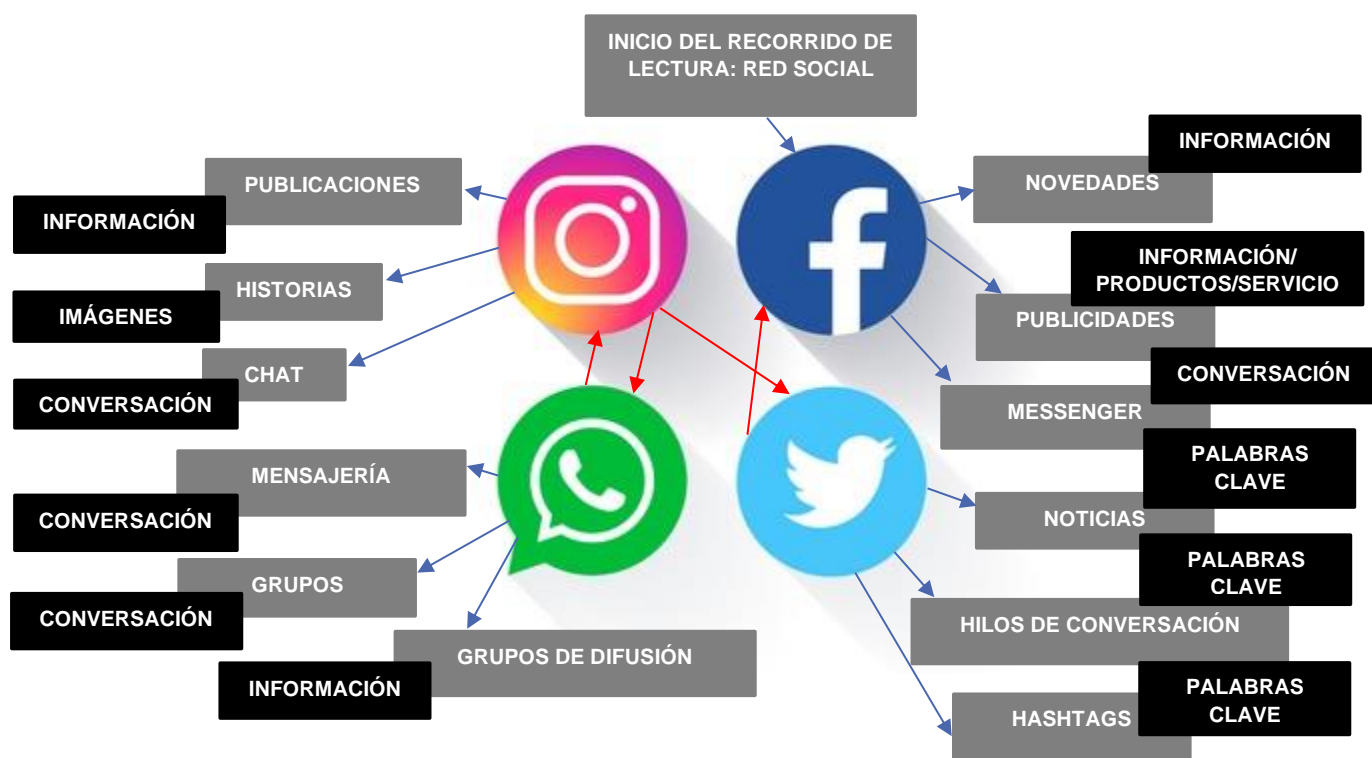 INICIO DEL RECORRIDO DE
LECTURA: RED SOCIAL
PUBLICACIONES
INFORMACIÓN
HISTORIAS
IMÁGENES
CHAT
CONVERSACIÓN
MENSAJERÍA
CONVERSACIÓN
GRUPOS
CONVERSACIÓN
GRUPOS DE DIFUSIÓN
INFORMACIÓN
INFORMACIÓN
NOVEDADES
INFORMACIÓN/
PRODUCTOS/SERVICIO
PUBLICIDADES
CONVERSACIÓN
MESSENGER
PALABRAS
CLAVE
NOTICIAS
PALABRAS
CLAVE
HILOS DE CONVERSACIÓN
PALABRAS
CLAVE
HASHTAGS